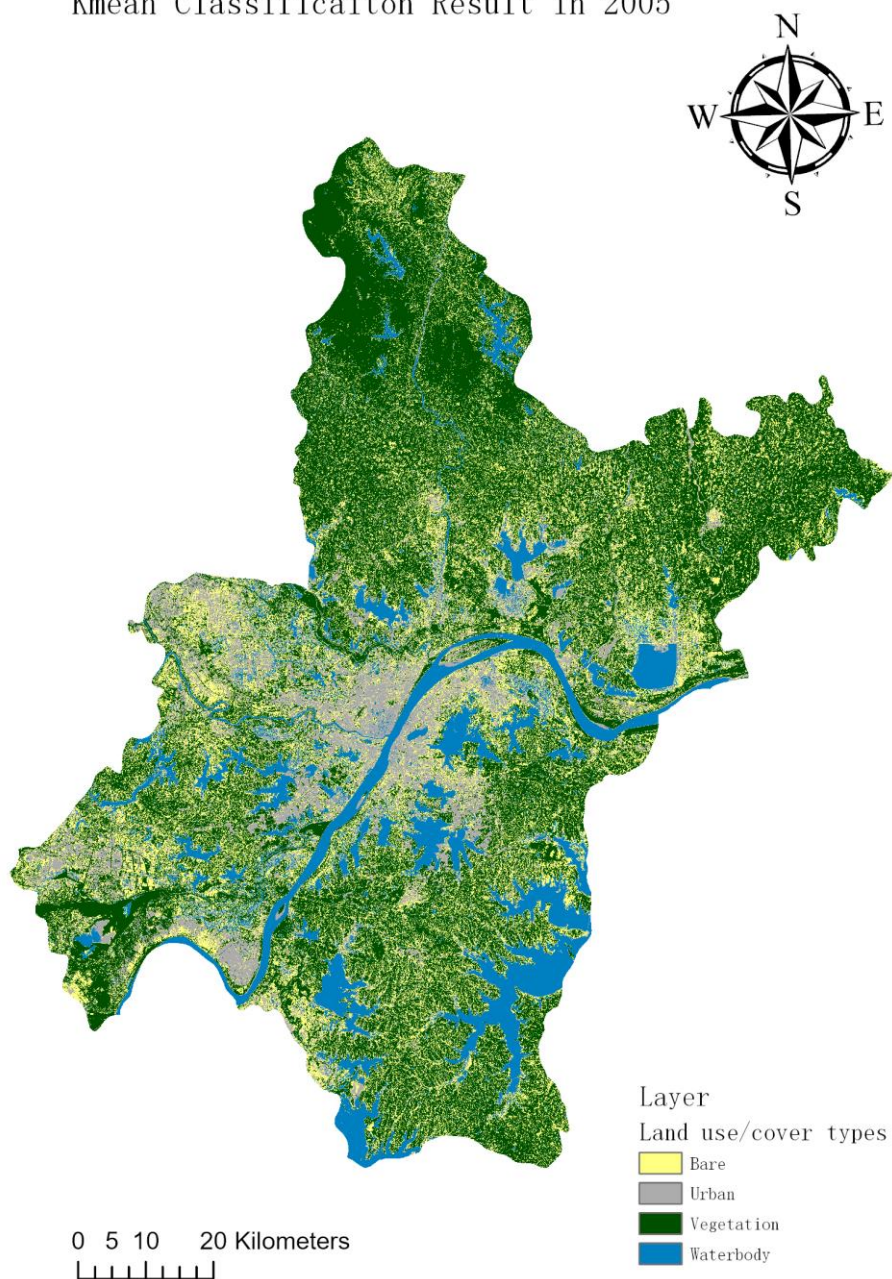 Kmean Classificaiton Result in 2005
N
W E
S
Layer
Land use/cover types
Bare
Urban
Vegetation
Waterbody
0 5 10 20 Kilometers